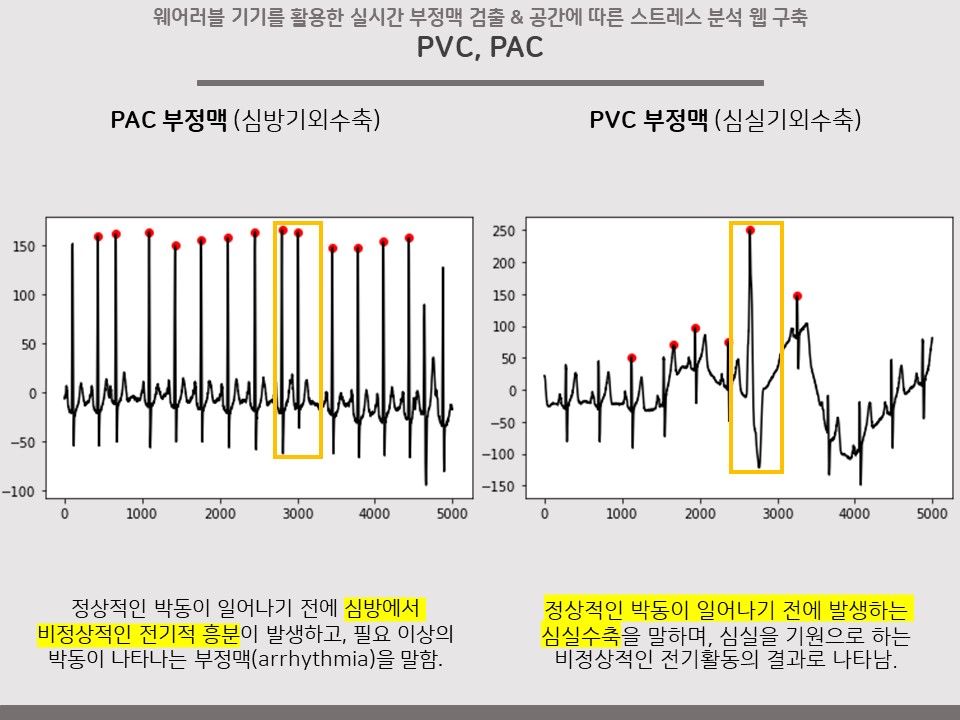 웨어러블 기기를 활용한 실시간 부정맥 검출 & 공간에 따른 스트레스 분석 웹 구축
PVC, PAC
PAC 부정맥 (심방기외수축)
PVC 부정맥 (심실기외수축)
150
100
50
0
−50
−100
0 1000 2000 3000 4000 5000
250
200
150
100
50
0
−50
−100
−150
0 1000 2000 3000 4000 5000
정상적인 박동이 일어나기 전에 심방에서
비정상적인 전기적 흥분이 발생하고, 필요 이상의
박동이 나타나는 부정맥(arrhythmia)을 말함.
정상적인 박동이 일어나기 전에 발생하는
심실수축을 말하며, 심실을 기원으로 하는
비정상적인 전기활동의 결과로 나타남.